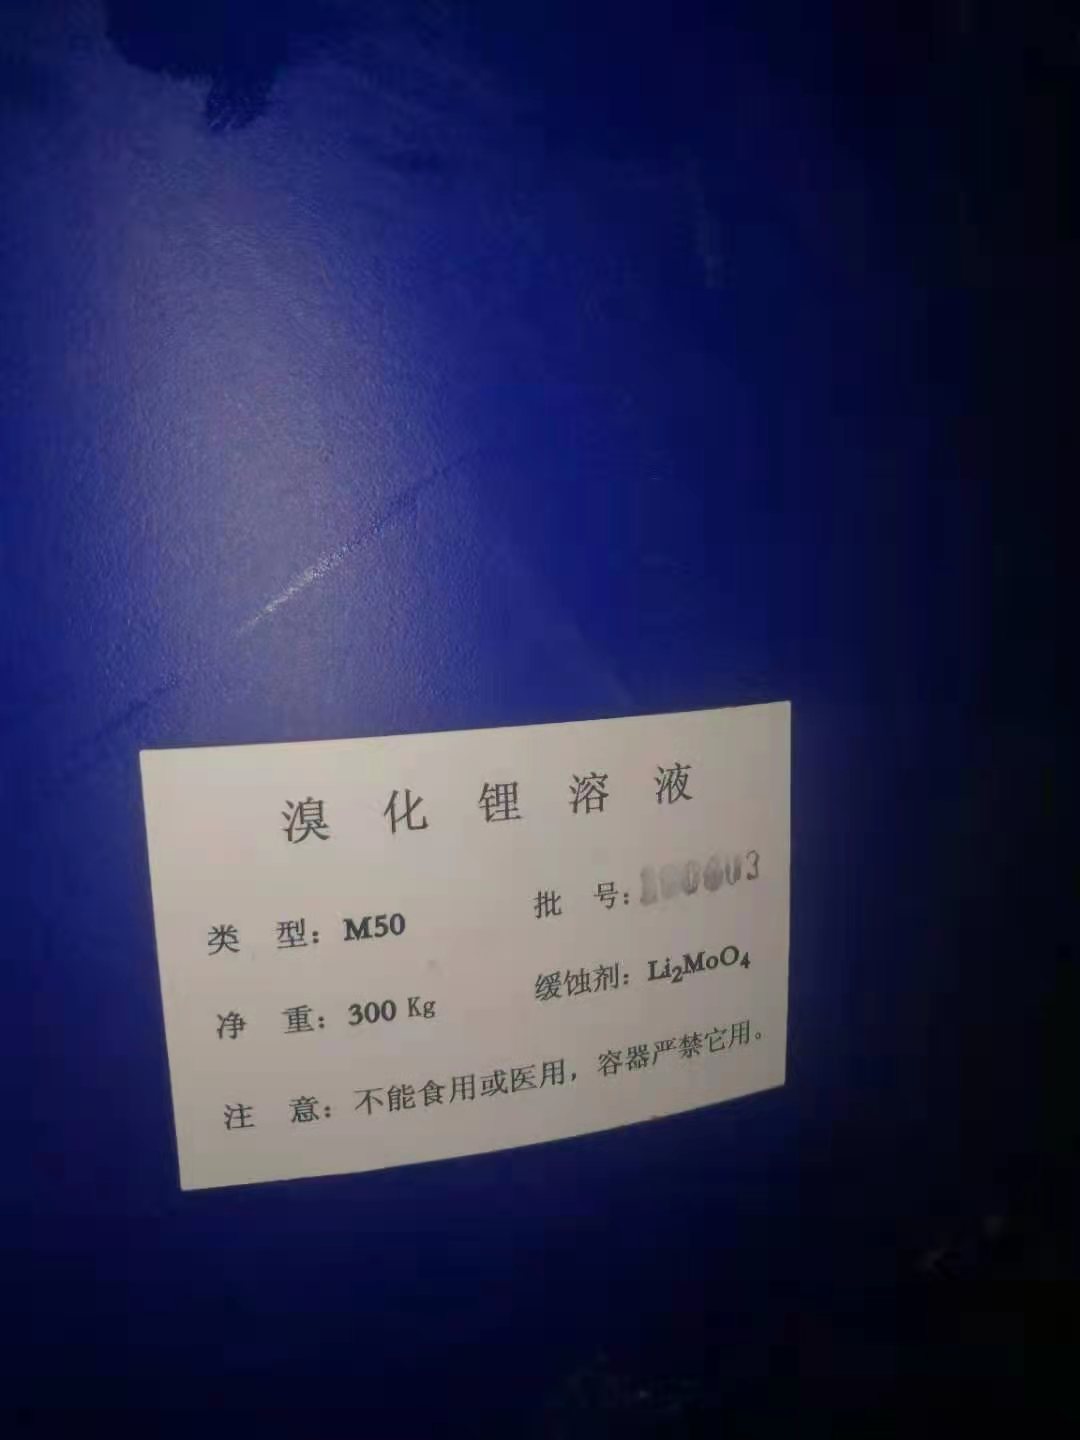 溴化锂溶液
类型：M50 批号：
净重：300 Kg 缓蚀剂：Li₂MoO₄
注意：不能食用或医用，容器严禁它用。